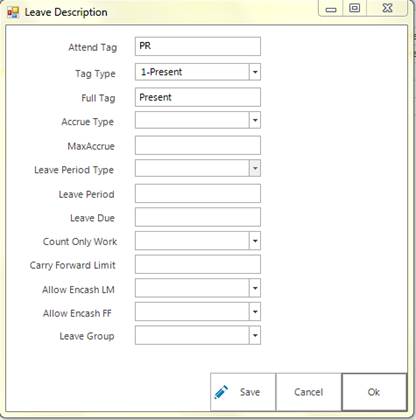 Leave Description
Attend Tag PR
Tag Type 1-Present
Full Tag Present
Accrue Type
MaxAccrue
Leave Period Type
Leave Period
Leave Due
Count Only Work
Carry Forward Limit
Allow Encash LM
Allow Encash FF
Leave Group
Save Cancel Ok